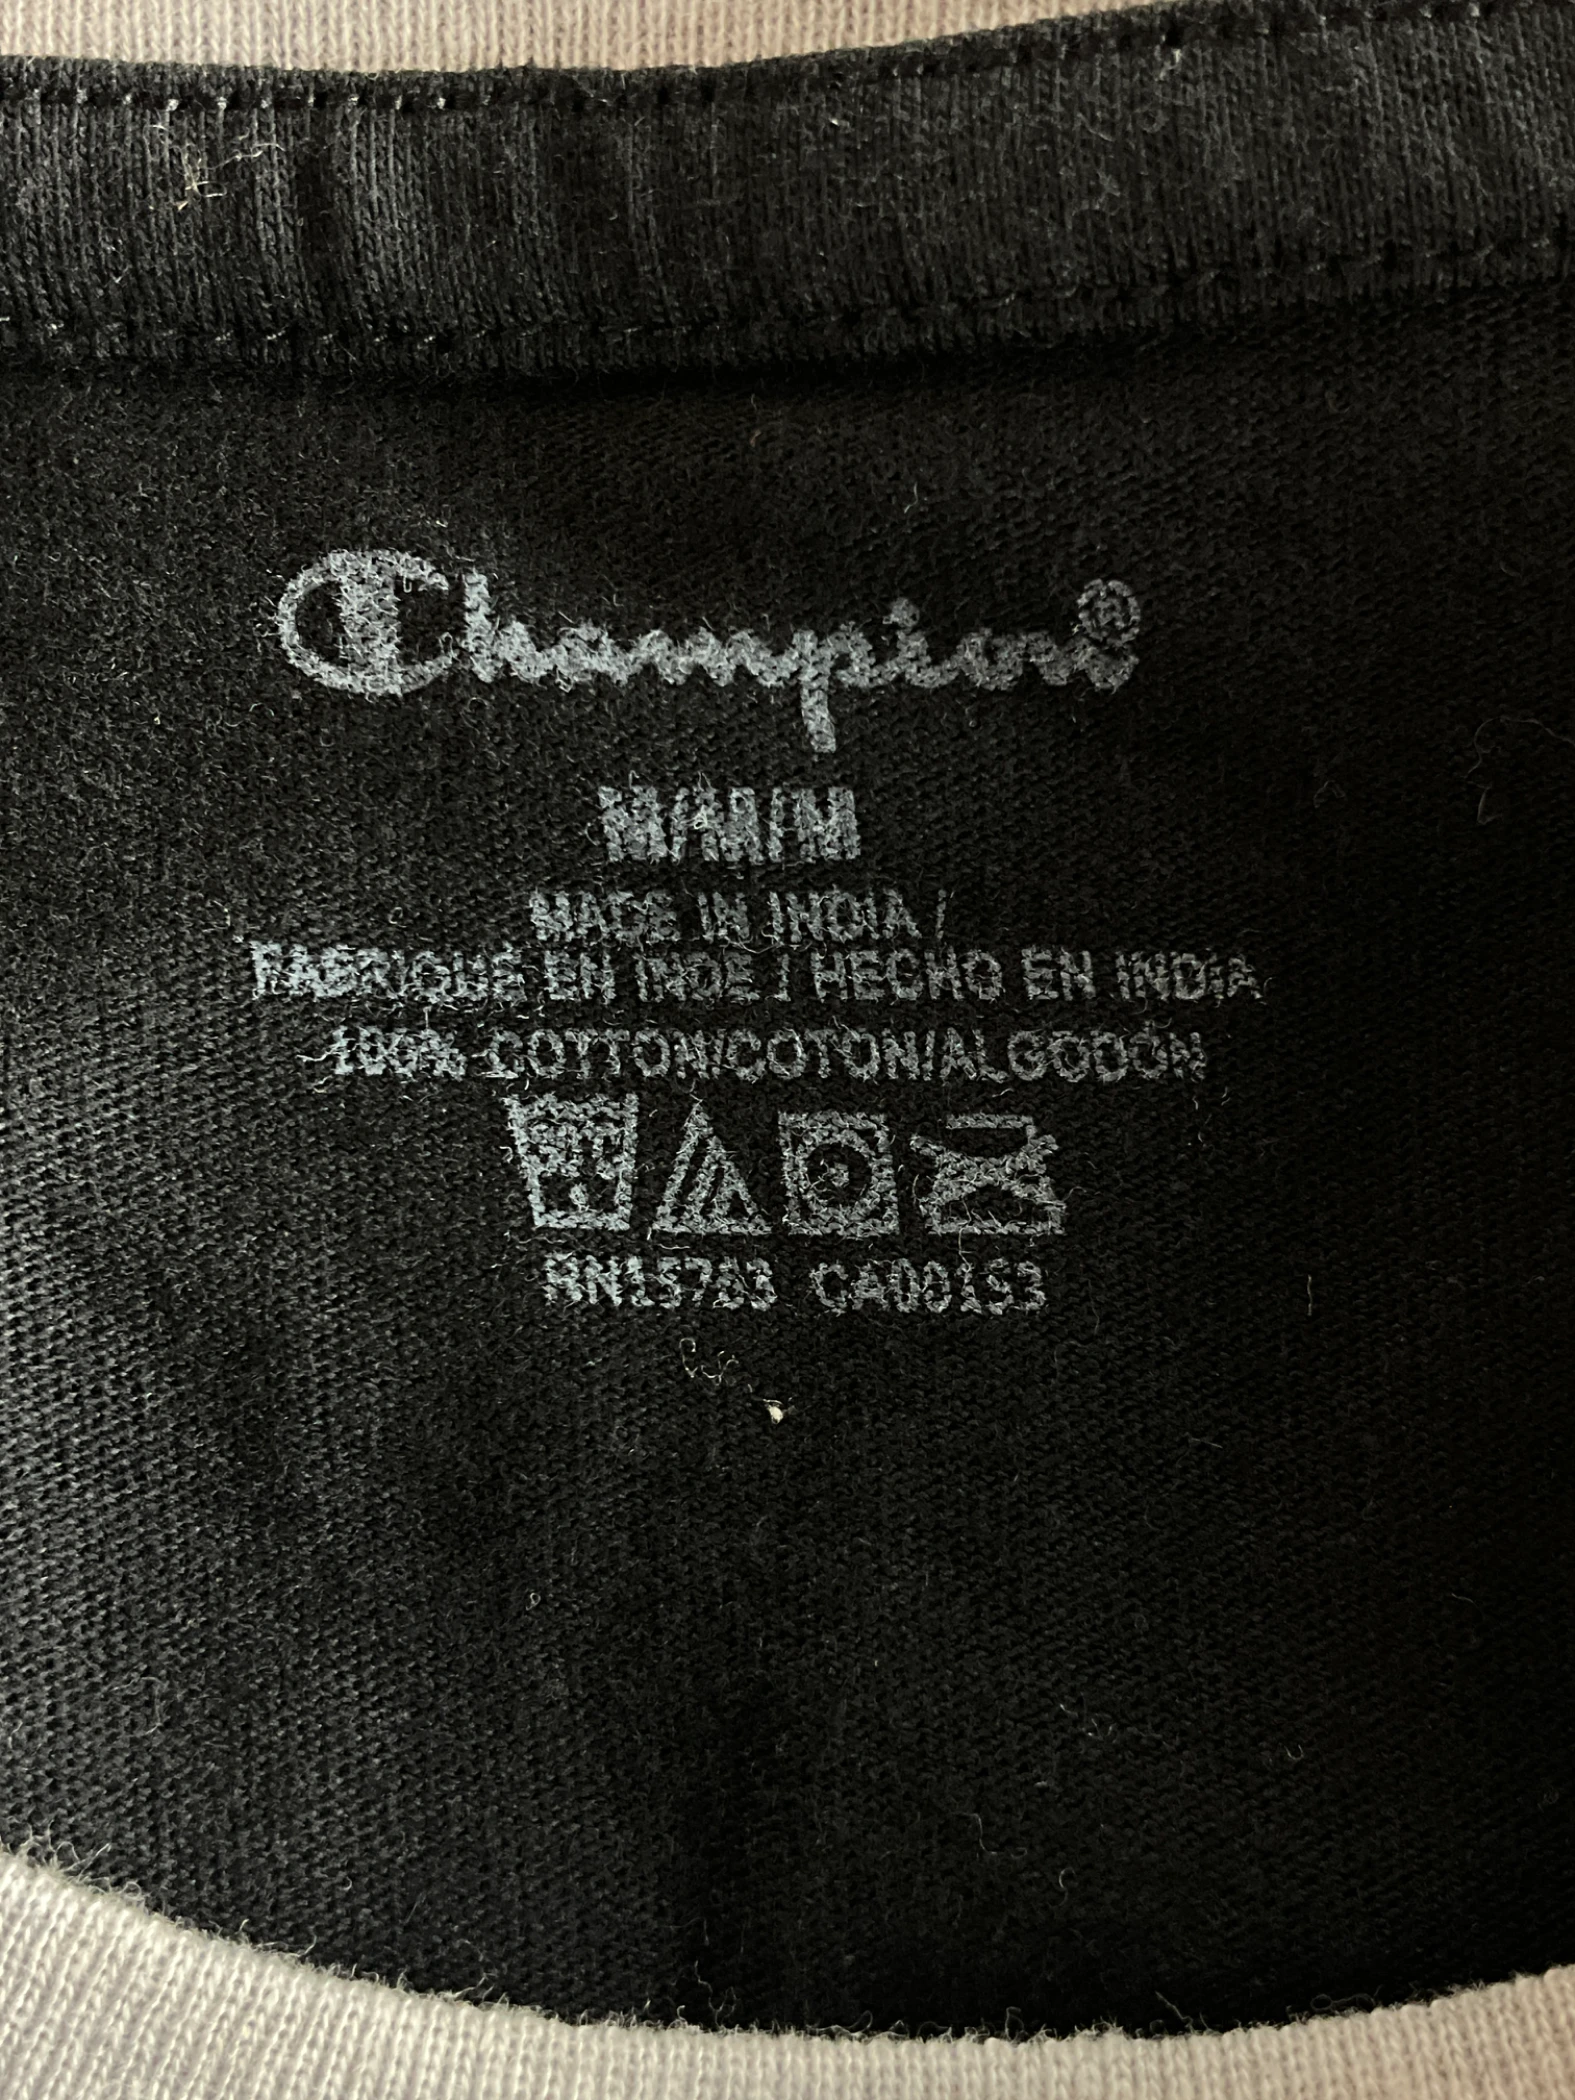 Champion®
M/M/M
MADE IN INDIA /
FABRIQUÉ EN INDE / HECHO EN INDIA
100% COTTON/COTON/ALGODÓN
RN15763 CA00153